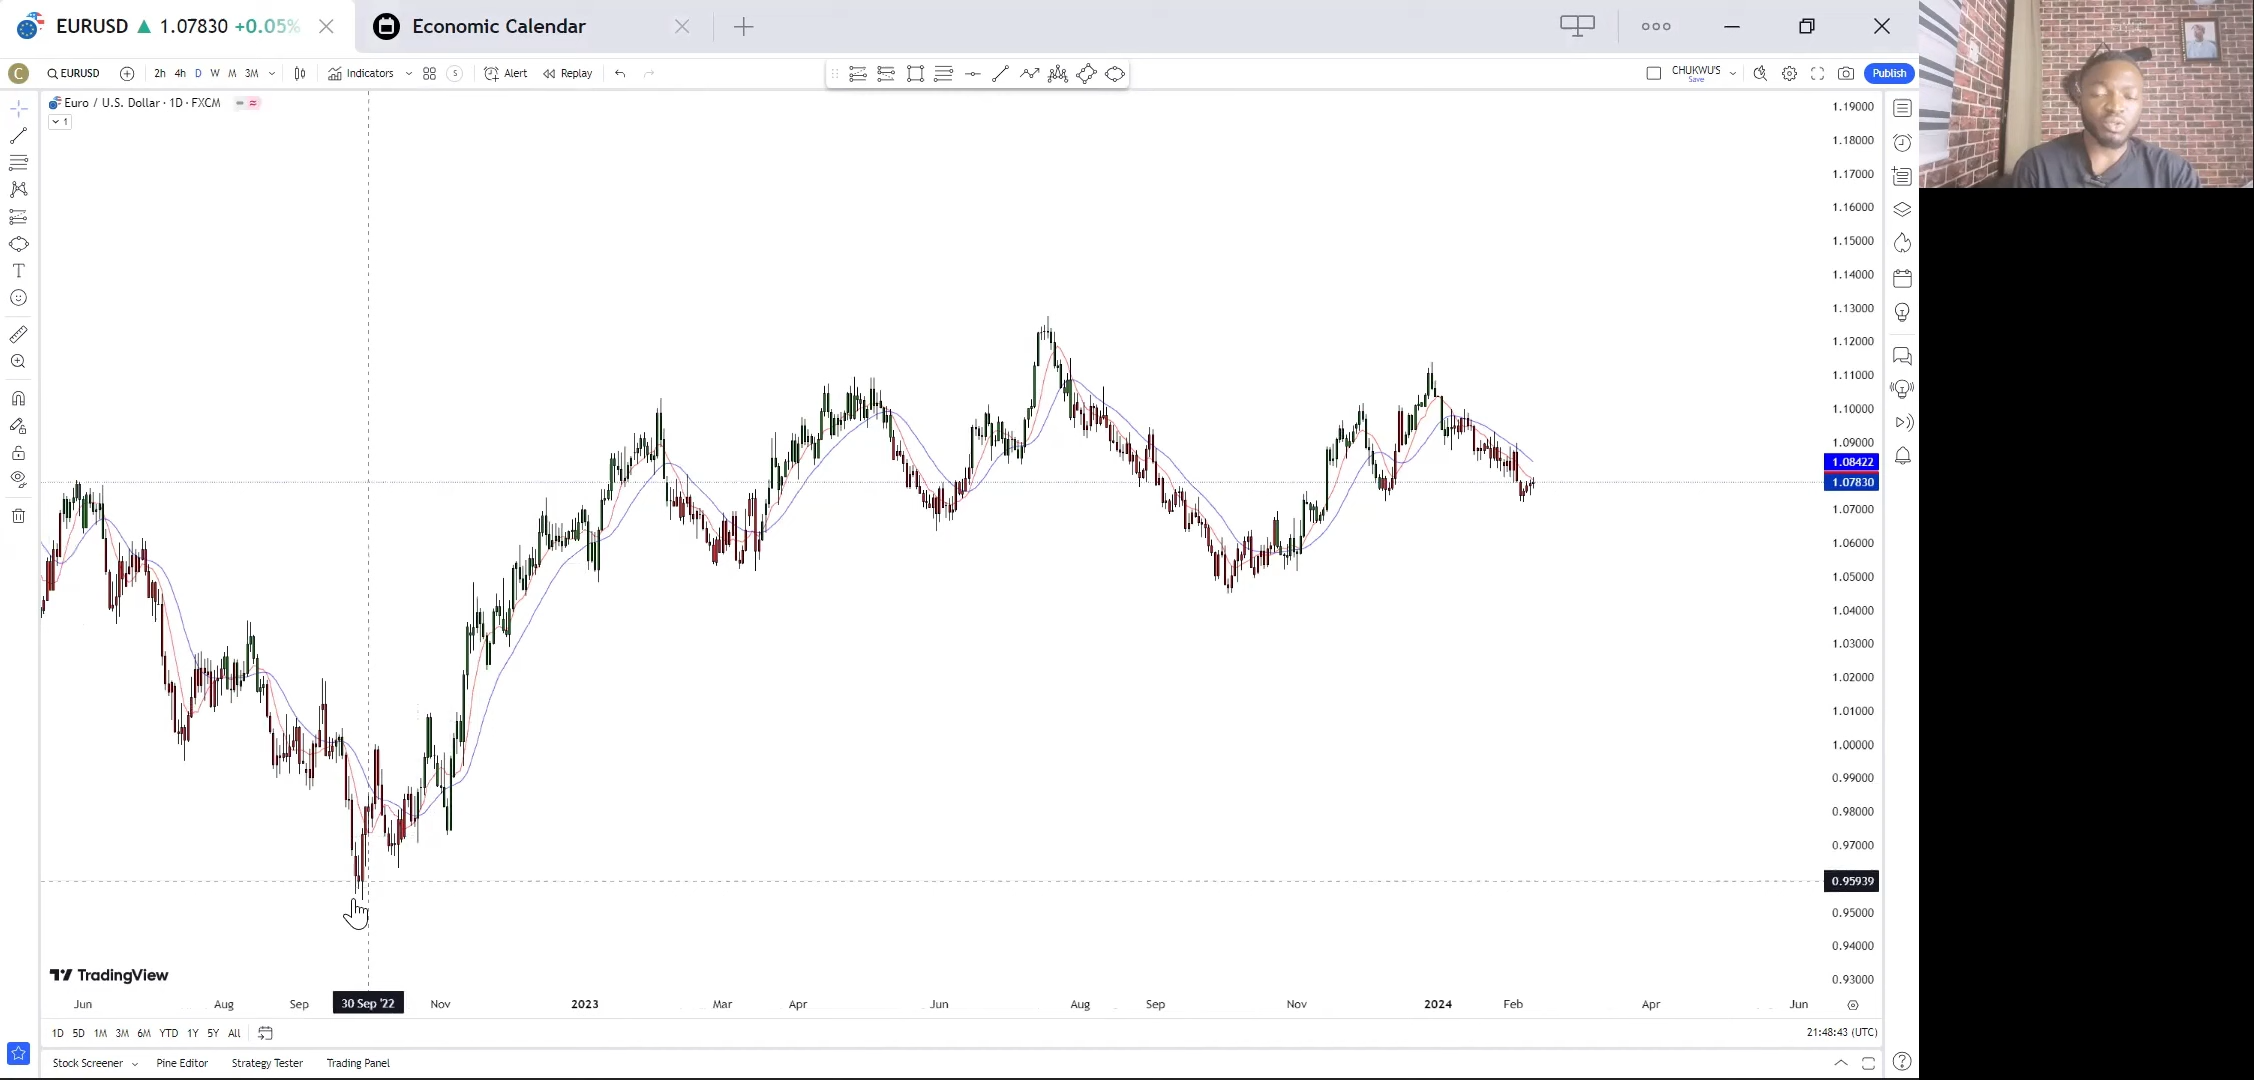 EURUSD ▲ 1.07830 +0.05%
Economic Calendar
C
EURUSD
2h 4h D W M 3M
Indicators
S
Alert
Replay
CHUKWU'S
Save
Publish
Euro / U.S. Dollar · 1D · FXCM
1
1.19000
1.18000
1.17000
1.16000
1.15000
1.14000
1.13000
1.12000
1.11000
1.10000
1.09000
1.08422
1.07830
1.07000
1.06000
1.05000
1.04000
1.03000
1.02000
1.01000
1.00000
0.99000
0.98000
0.97000
0.95939
0.95000
0.94000
0.93000
TradingView
Jun Aug Sep 30 Sep '22 Nov 2023 Mar Apr Jun Aug Sep Nov 2024 Feb Apr Jun
1D 5D 1M 3M 6M YTD 1Y 5Y All
21:48:43 (UTC)
Stock Screener Pine Editor Strategy Tester Trading Panel